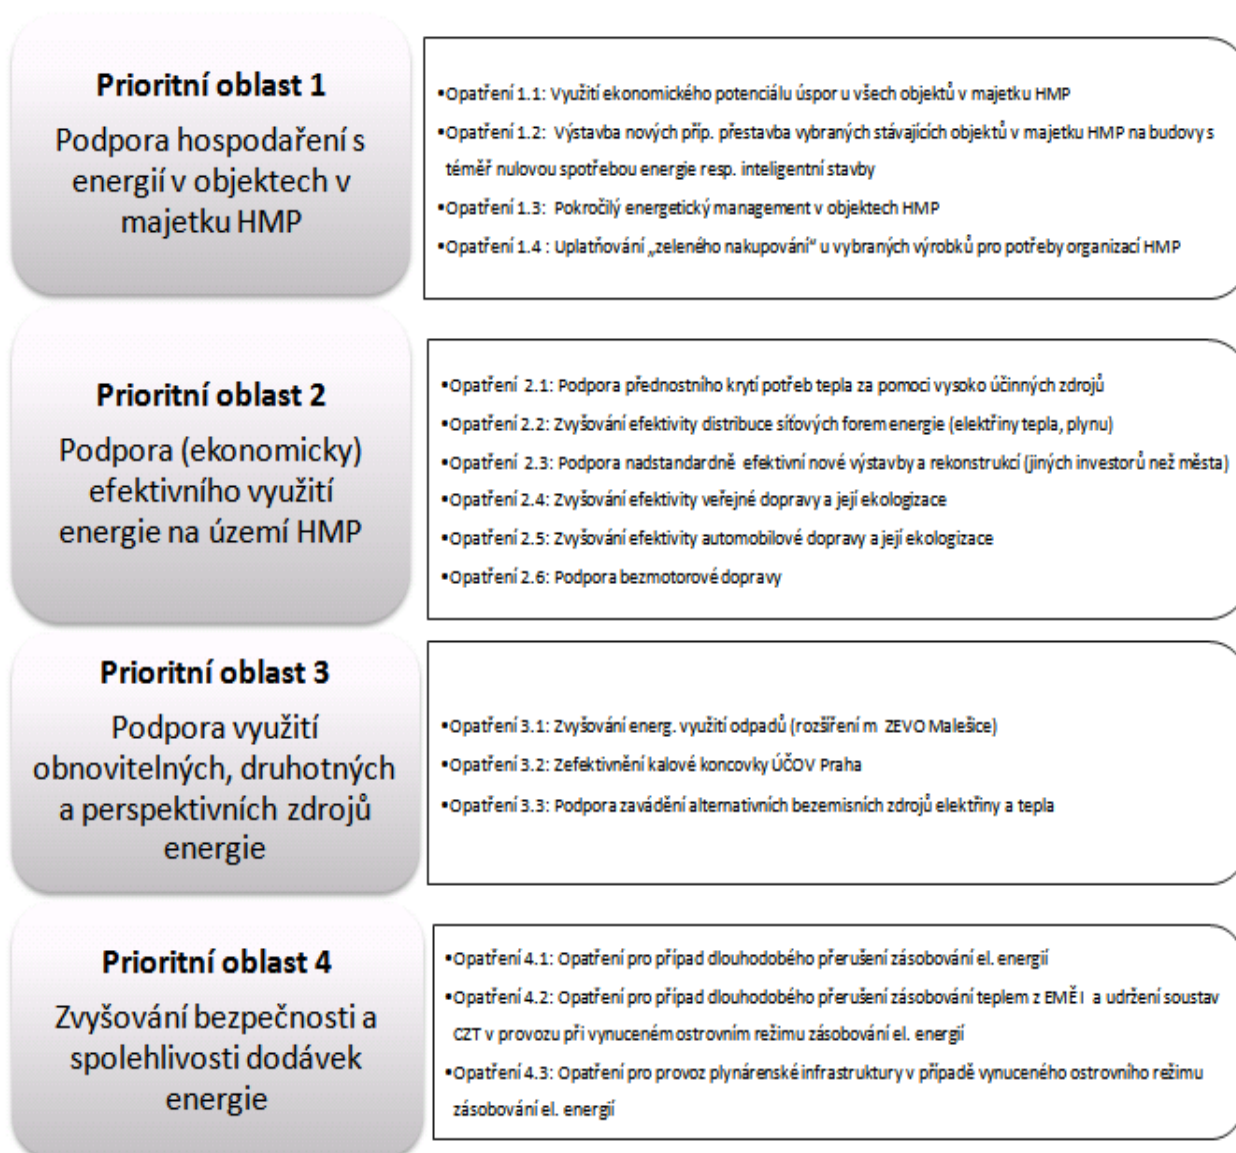 Prioritní oblast 1
Podpora hospodaření s
energií v objektech v
majetku HMP
•Opatření 1.1: Využití ekonomického potenciálu úspor u všech objektů v majetku HMP
•Opatření 1.2: Výstavba nových příp. přestavba vybraných stávajících objektů v majetku HMP na budovy s
téměř nulovou spotřebou energie resp. inteligentní stavby
•Opatření 1.3: Pokročilý energetický management v objektech HMP
•Opatření 1.4 : Uplatňování „zeleného nakupování“ u vybraných výrobků pro potřeby organizací HMP
Prioritní oblast 2
Podpora (ekonomicky)
efektivního využití
energie na území HMP
•Opatření 2.1: Podpora přednostního krytí potřeb tepla za pomoci vysoko účinných zdrojů
•Opatření 2.2: Zvyšování efektivity distribuce síťových forem energie (elektřiny tepla, plynu)
•Opatření 2.3: Podpora nadstandardně efektivní nové výstavby a rekonstrukcí (jiných investorů než města)
•Opatření 2.4: Zvyšování efektivity veřejné dopravy a její ekologizace
•Opatření 2.5: Zvyšování efektivity automobilové dopravy a její ekologizace
•Opatření 2.6: Podpora bezmotorové dopravy
Prioritní oblast 3
Podpora využití
obnovitelných, druhotných
a perspektivních zdrojů
energie
•Opatření 3.1: Zvyšování energ. využití odpadů (rozšíření m ZEVO Malešice)
•Opatření 3.2: Zefektivnění kalové koncovky ÚČOV Praha
•Opatření 3.3: Podpora zavádění alternativních bezemisních zdrojů elektřiny a tepla
Prioritní oblast 4
Zvyšování bezpečnosti a
spolehlivosti dodávek
energie
•Opatření 4.1: Opatření pro případ dlouhodobého přerušení zásobování el. energií
•Opatření 4.2: Opatření pro případ dlouhodobého přerušení zásobování teplem z EMĚ I a udržení soustav
CZT v provozu při vynuceném ostrovním režimu zásobování el. energií
•Opatření 4.3: Opatření pro provoz plynárenské infrastruktury v případě vynuceného ostrovního režimu
zásobování el. energií